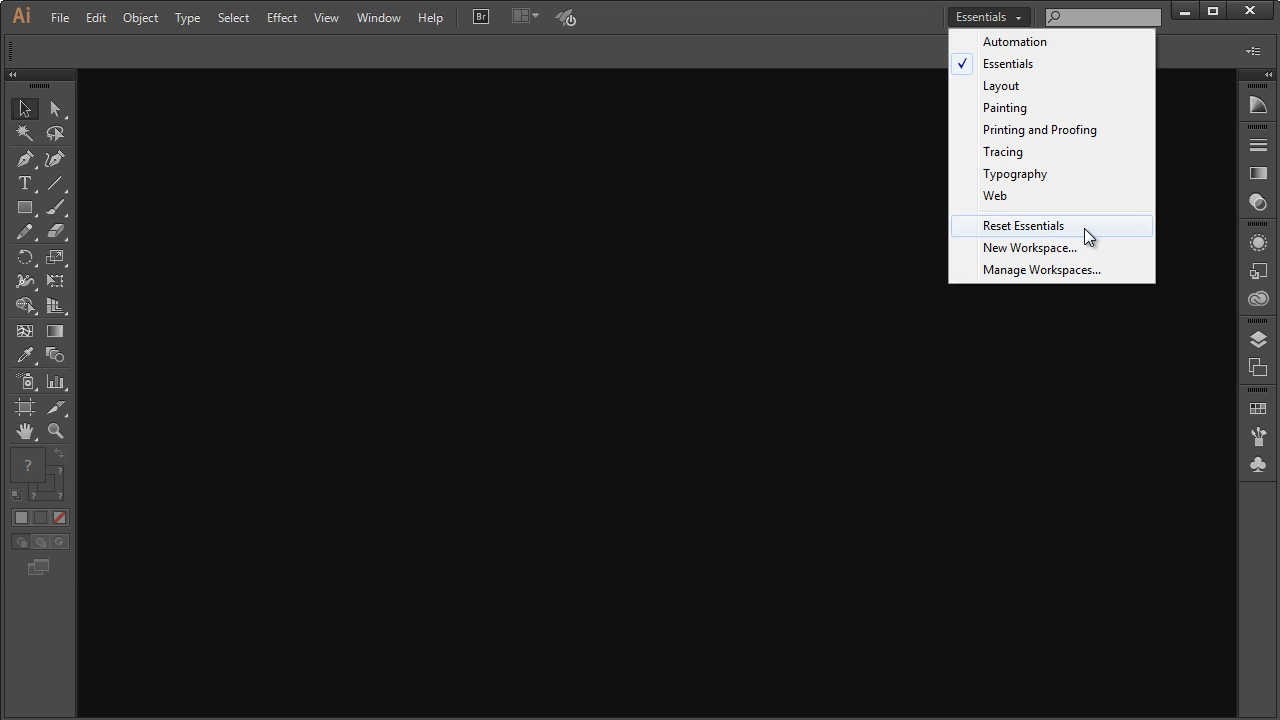 Ai File Edit Object Type Select Effect View Window Help Br Essentials
Automation
Essentials
Layout
Painting
Printing and Proofing
Tracing
Typography
Web
Reset Essentials
New Workspace...
Manage Workspaces...
T
?
?
? ?